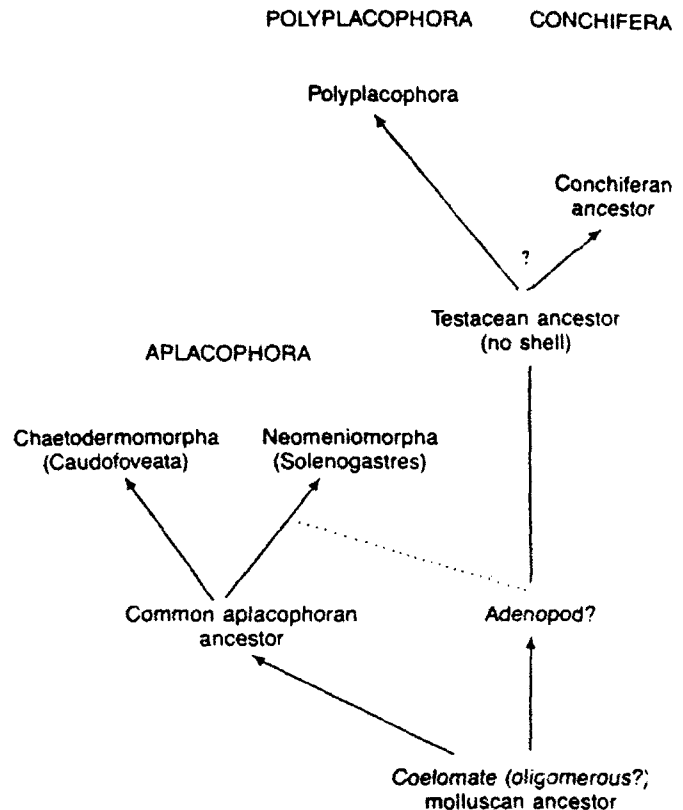 POLYPLACOPHORA CONCHIFERA
Polyplacophora
Conchiferan
ancestor
?
Testacean ancestor
(no shell)
APLACOPHORA
Chaetodermomorpha
(Caudofoveata)
Neomeniomorpha
(Solenogastres)
Common aplacophoran
ancestor
Adenopod?
Coelomate (oligomerous?)
molluscan ancestor